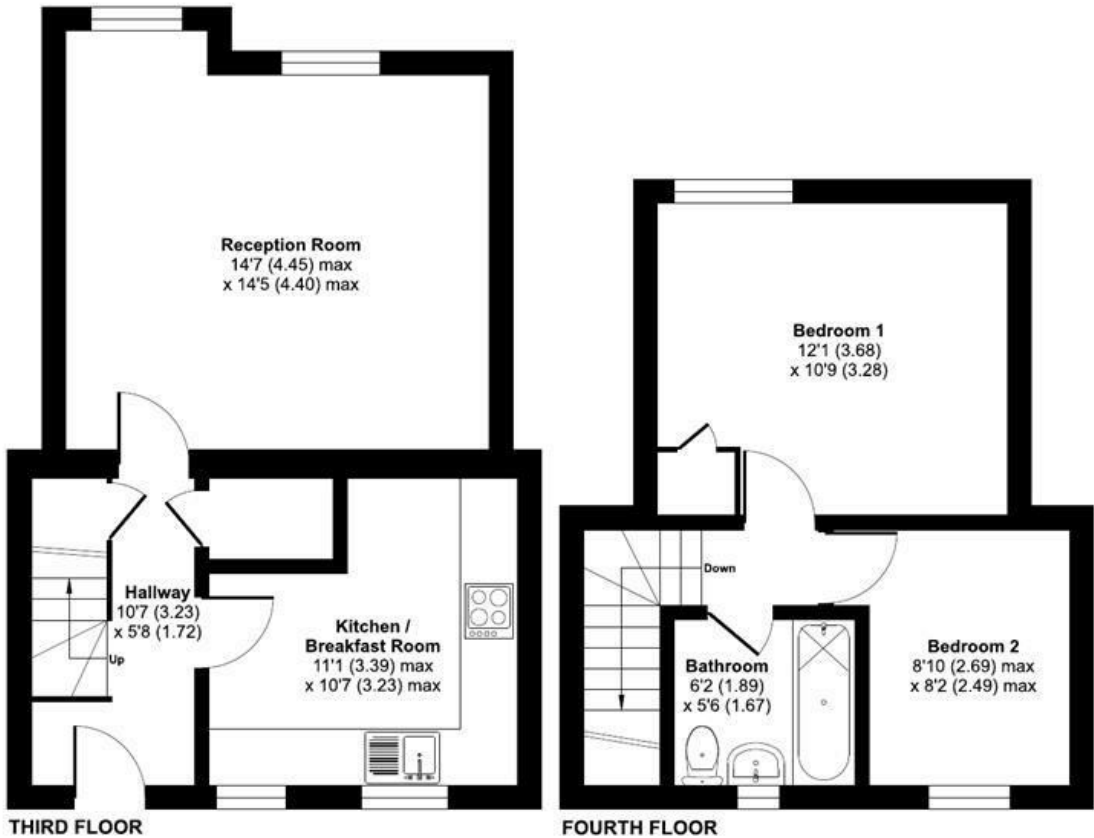 Reception Room
14'7 (4.45) max
x 14'5 (4.40) max
Hallway
10'7 (3.23)
x 5'8 (1.72)
Up
Kitchen /
Breakfast Room
11'1 (3.39) max
x 10'7 (3.23) max
THIRD FLOOR
Bedroom 1
12'1 (3.68)
x 10'9 (3.28)
Down
Bathroom
6'2 (1.89)
x 5'6 (1.67)
Bedroom 2
8'10 (2.69) max
x 8'2 (2.49) max
FOURTH FLOOR